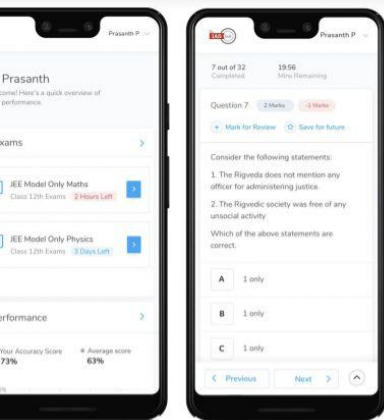 Prasanth P
Prasanth
come! Here's a quick overview of
performance.
xams
JEE Model Only Maths
Class 12th Exams 2 Hours Left
JEE Model Only Physics
Class 12th Exams 3 Days Left
erformance
Your Accuracy Score
73%
Average score
63%
IAS
Prasanth P
7 out of 32
Completed
19:56
Mins Remaining
Question 7 2 Marks -1 Marks
Mark for Review Save for future
Consider the following statements:
1. The Rigveda does not mention any
officer for administering justice.
2. The Rigvedic society was free of any
unsocial activity
Which of the above statements are
correct.
A 1 only
B 1 only
C 1 only
Previous Next